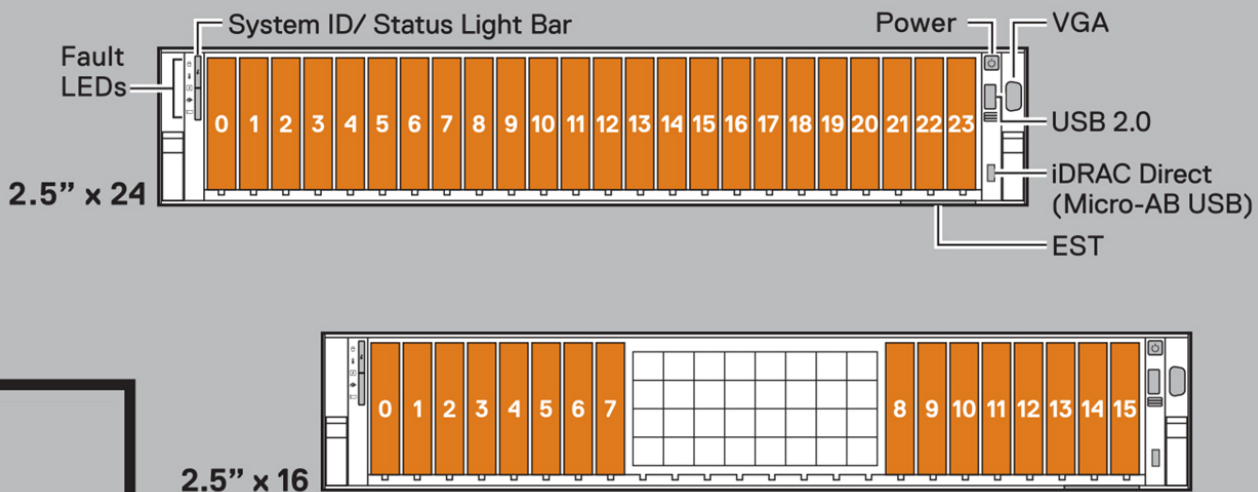 System ID/ Status Light Bar
Power
VGA
Fault
LEDs
0 1 2 3 4 5 6 7 8 9 10 11 12 13 14 15 16 17 18 19 20 21 22 23
USB 2.0
2.5” x 24
iDRAC Direct
(Micro-AB USB)
EST
0 1 2 3 4 5 6 7 8 9 10 11 12 13 14 15
2.5” x 16